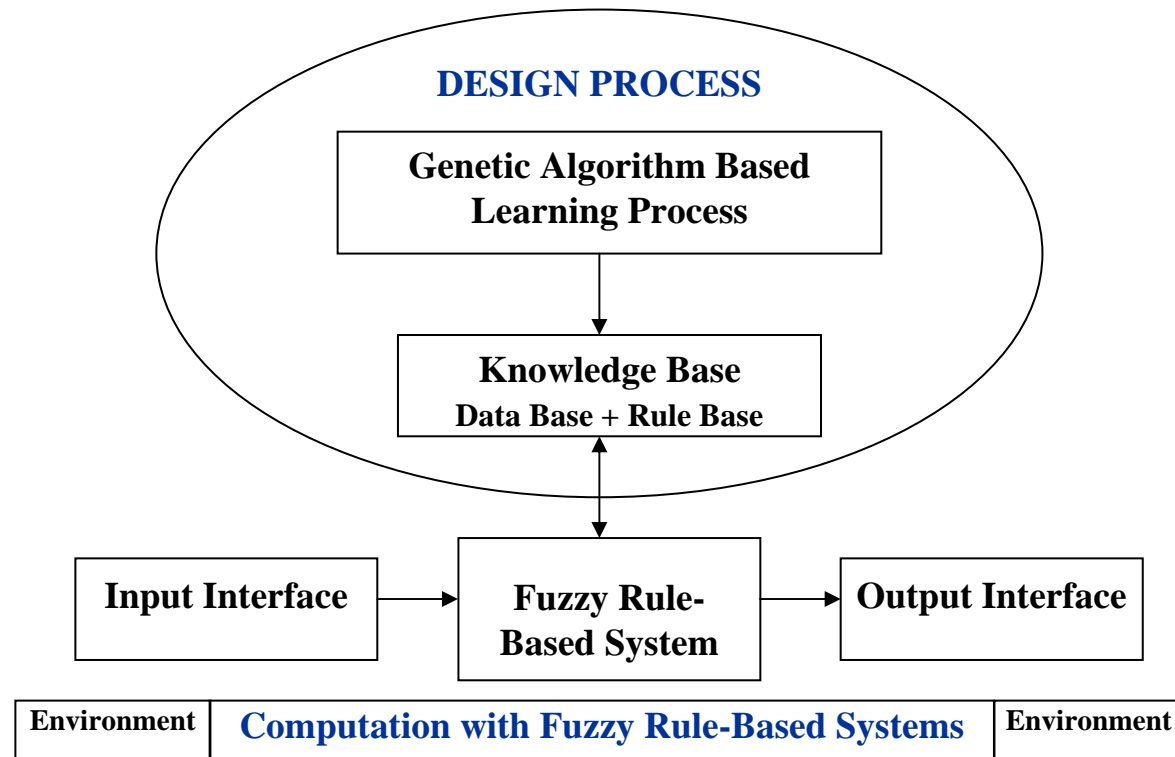 DESIGN PROCESS
Genetic Algorithm Based
Learning Process
Knowledge Base
Data Base + Rule Base
Input Interface
Fuzzy Rule-
Based System
Output Interface
Environment
Computation with Fuzzy Rule-Based Systems
Environment